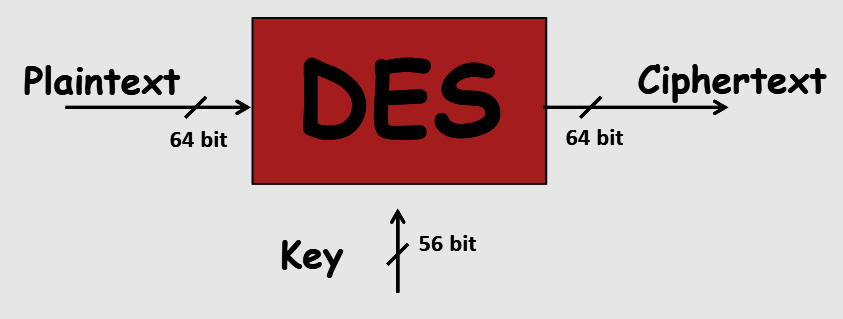 Plaintext
64 bit
DES
Ciphertext
64 bit
Key
56 bit